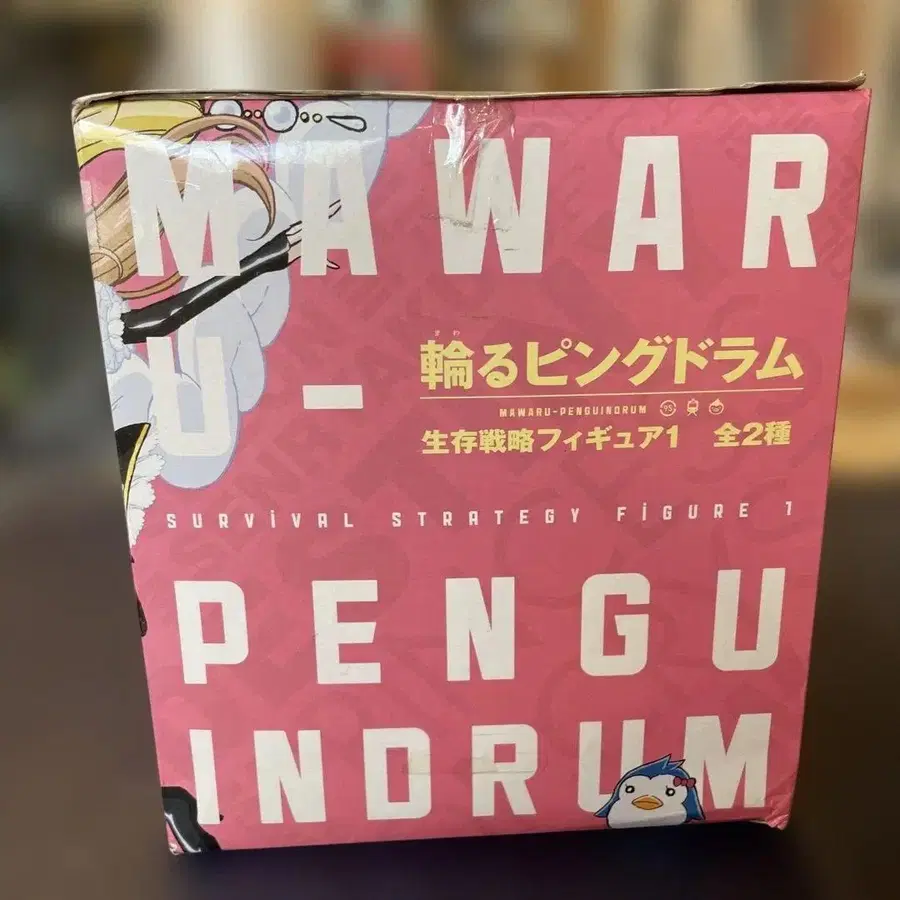 MAWAR
U-
輪るピングドラム
MAWARU-PENGUINDRUM 95
生存戦略フィギュア1 全2種
SURViVAL STRATEGY FiGURE 1
PENGU
INDRUM